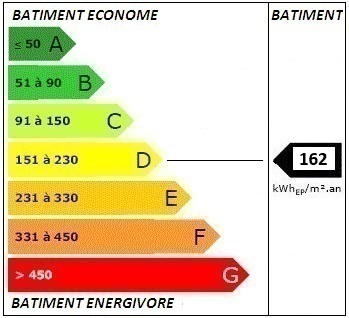 BATIMENT ECONOME
BATIMENT
≤ 50 A
51 à 90 B
91 à 150 C
151 à 230 D
162
kWhEP/m².an
231 à 330 E
331 à 450 F
> 450 G
BATIMENT ENERGIVORE